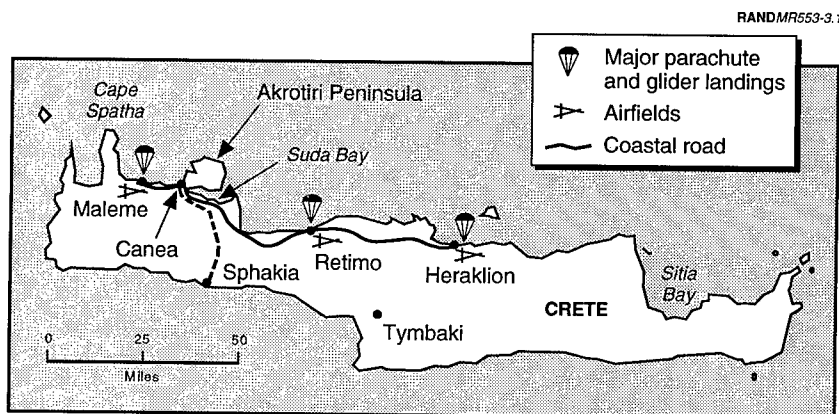 RANDMR553-3.1
Major parachute
and glider landings
Airfields
Coastal road
Cape
Spatha
Akrotiri Peninsula
Suda Bay
Maleme
Canea
Sphakia
Retimo
Heraklion
Sitia
Bay
CRETE
Tymbaki
0 25 50
Miles